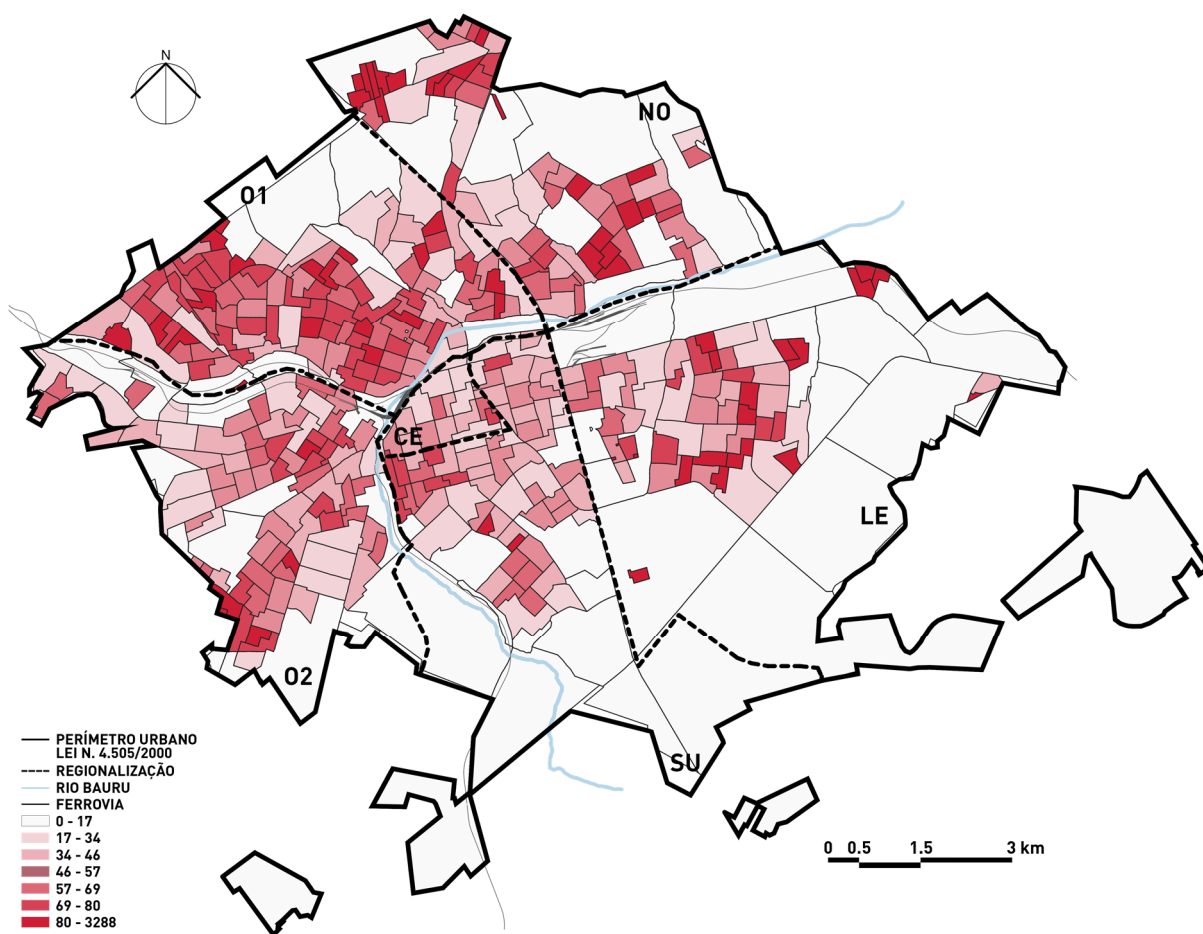 N
NO
O1
CE
LE
O2
SU
PERÍMETRO URBANO
LEI N. 4.505/2000
REGIONALIZAÇÃO
RIO BAURU
FERROVIA
0 - 17
17 - 34
34 - 46
46 - 57
57 - 69
69 - 80
80 - 3288
0 0.5 1.5 3 km